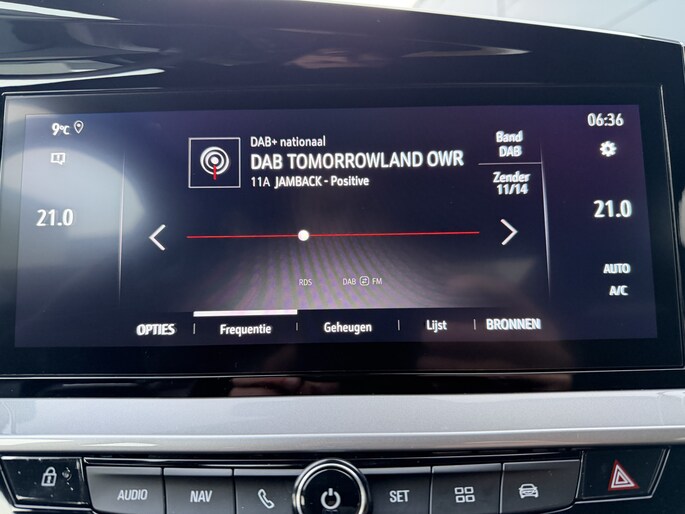 9°C
DAB+ nationaal
DAB TOMORROWLAND OWR
11A JAMBACK - Positive
Band
DAB
Zender
11/14
06:36
21.0
21.0
RDS
DAB FM
AUTO
A/C
OPTIES
Frequentie
Geheugen
Lijst
BRONNEN
AUDIO
NAV
SET